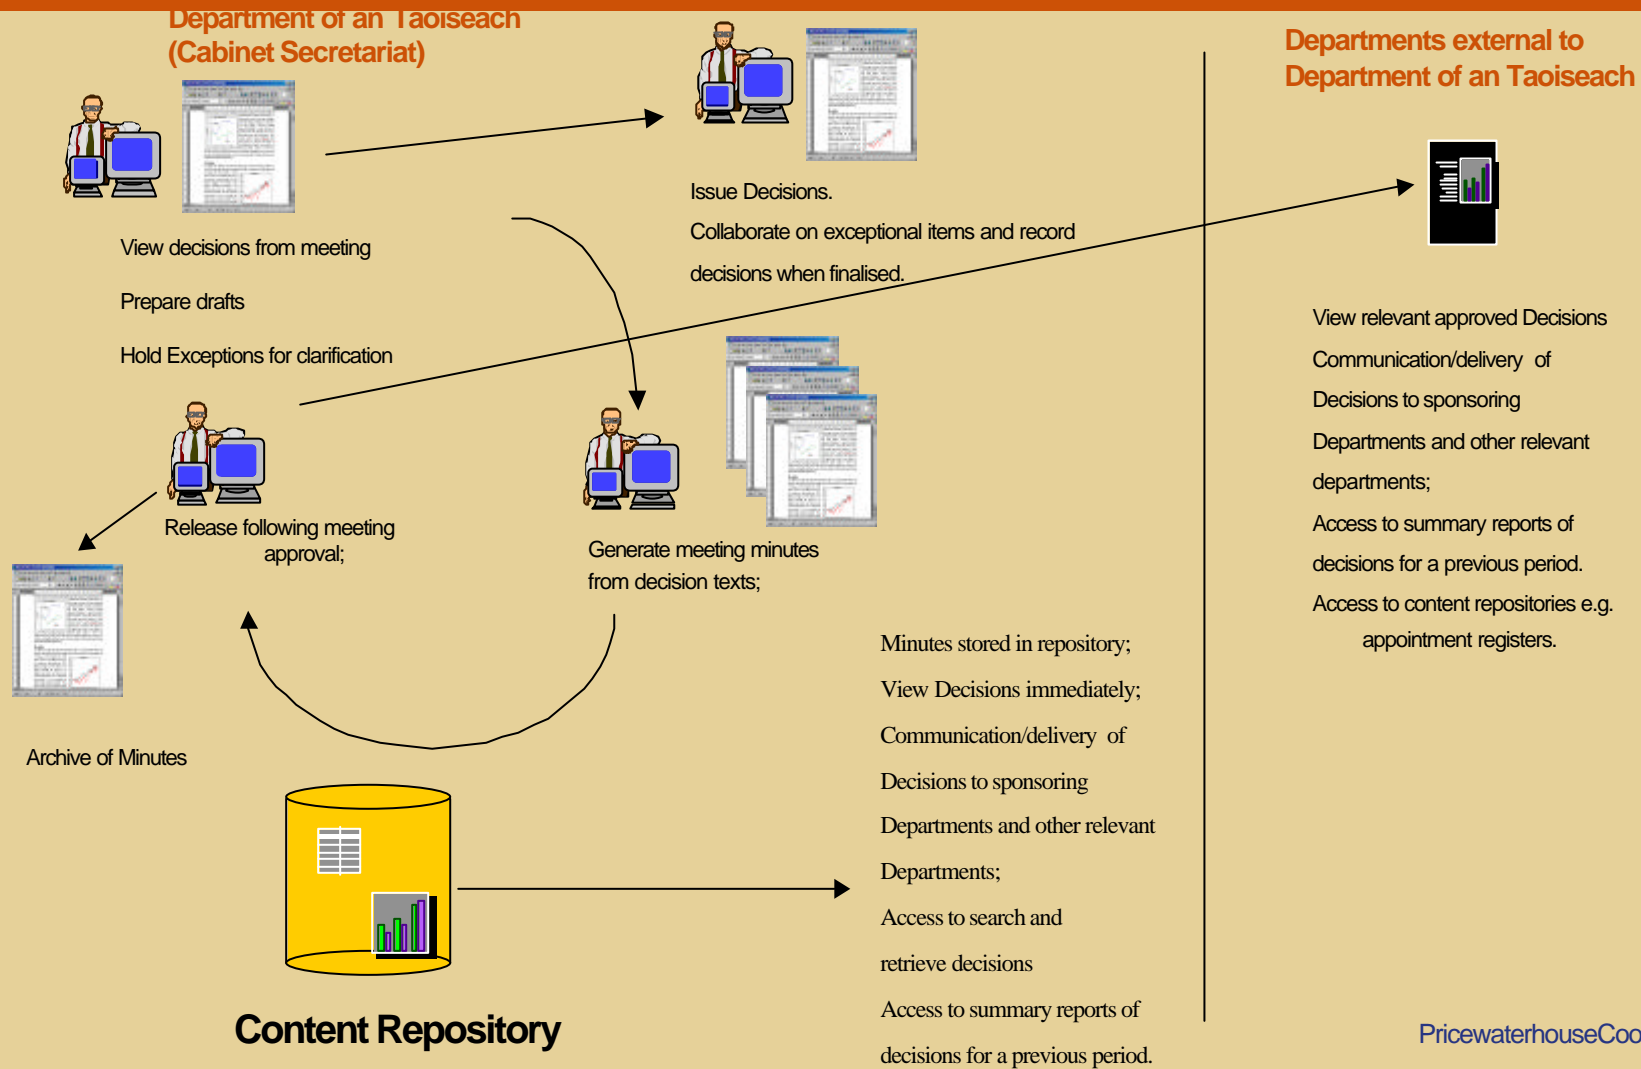 Department of an Taoiseach
(Cabinet Secretariat)
View decisions from meeting
Prepare drafts
Hold Exceptions for clarification
Issue Decisions.
Collaborate on exceptional items and record
decisions when finalised.
Release following meeting
approval;
Generate meeting minutes
from decision texts;
Archive of Minutes
Content Repository
Minutes stored in repository;
View Decisions immediately;
Communication/delivery of
Decisions to sponsoring
Departments and other relevant
Departments;
Access to search and
retrieve decisions
Access to summary reports of
decisions for a previous period.
Departments external to
Department of an Taoiseach
View relevant approved Decisions
Communication/delivery of
Decisions to sponsoring
Departments and other relevant
departments;
Access to summary reports of
decisions for a previous period.
Access to content repositories e.g.
appointment registers.
PricewaterhouseCoo